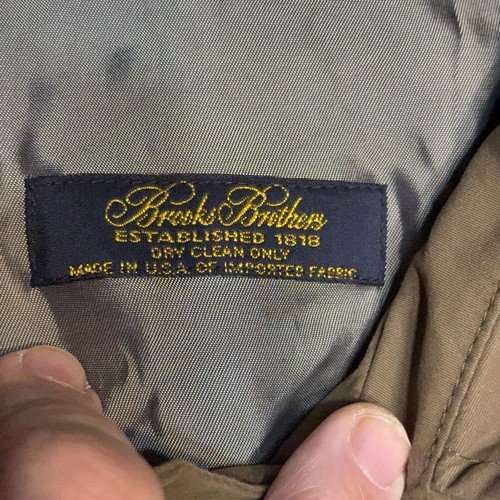 Brooks Brothers
ESTABLISHED 1818
DRY CLEAN ONLY
MADE IN U.S.A. OF IMPORTED FABRIC